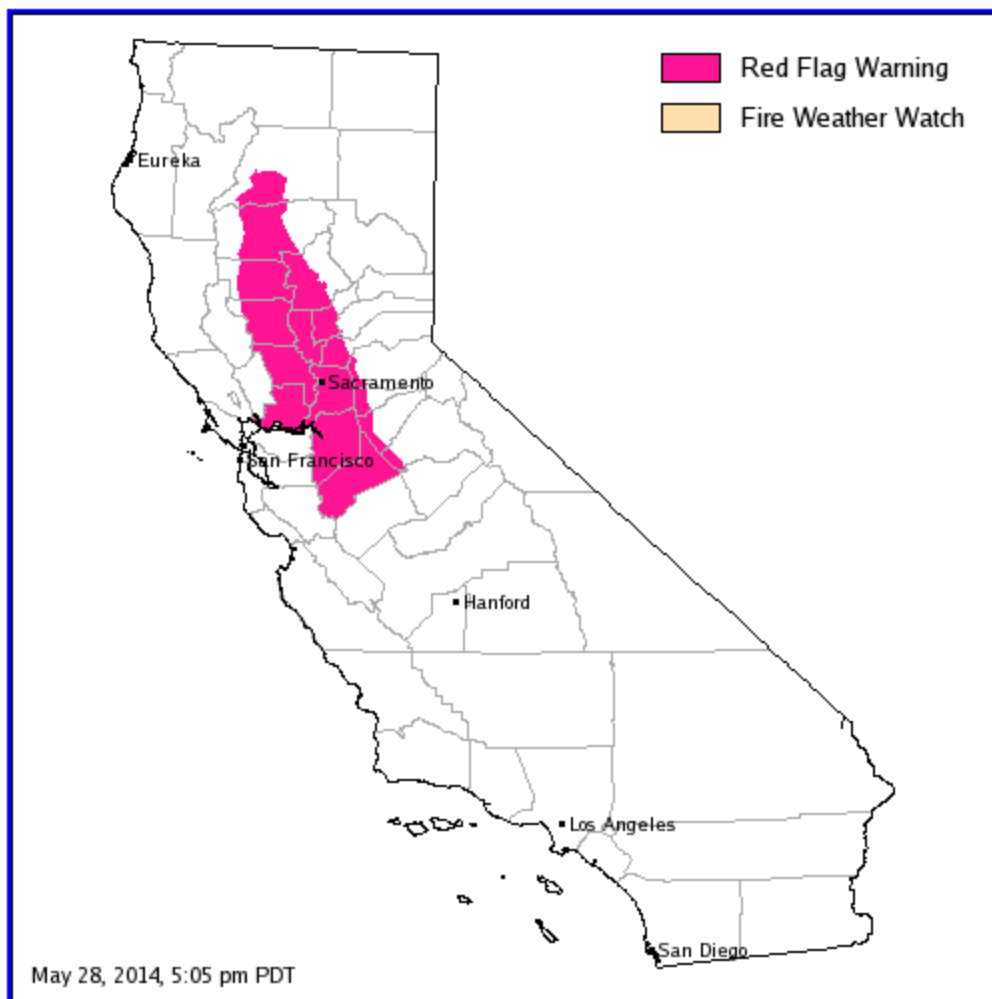 Red Flag Warning
Fire Weather Watch
Eureka
Sacramento
San Francisco
Hanford
Los Angeles
San Diego
May 28, 2014, 5:05 pm PDT